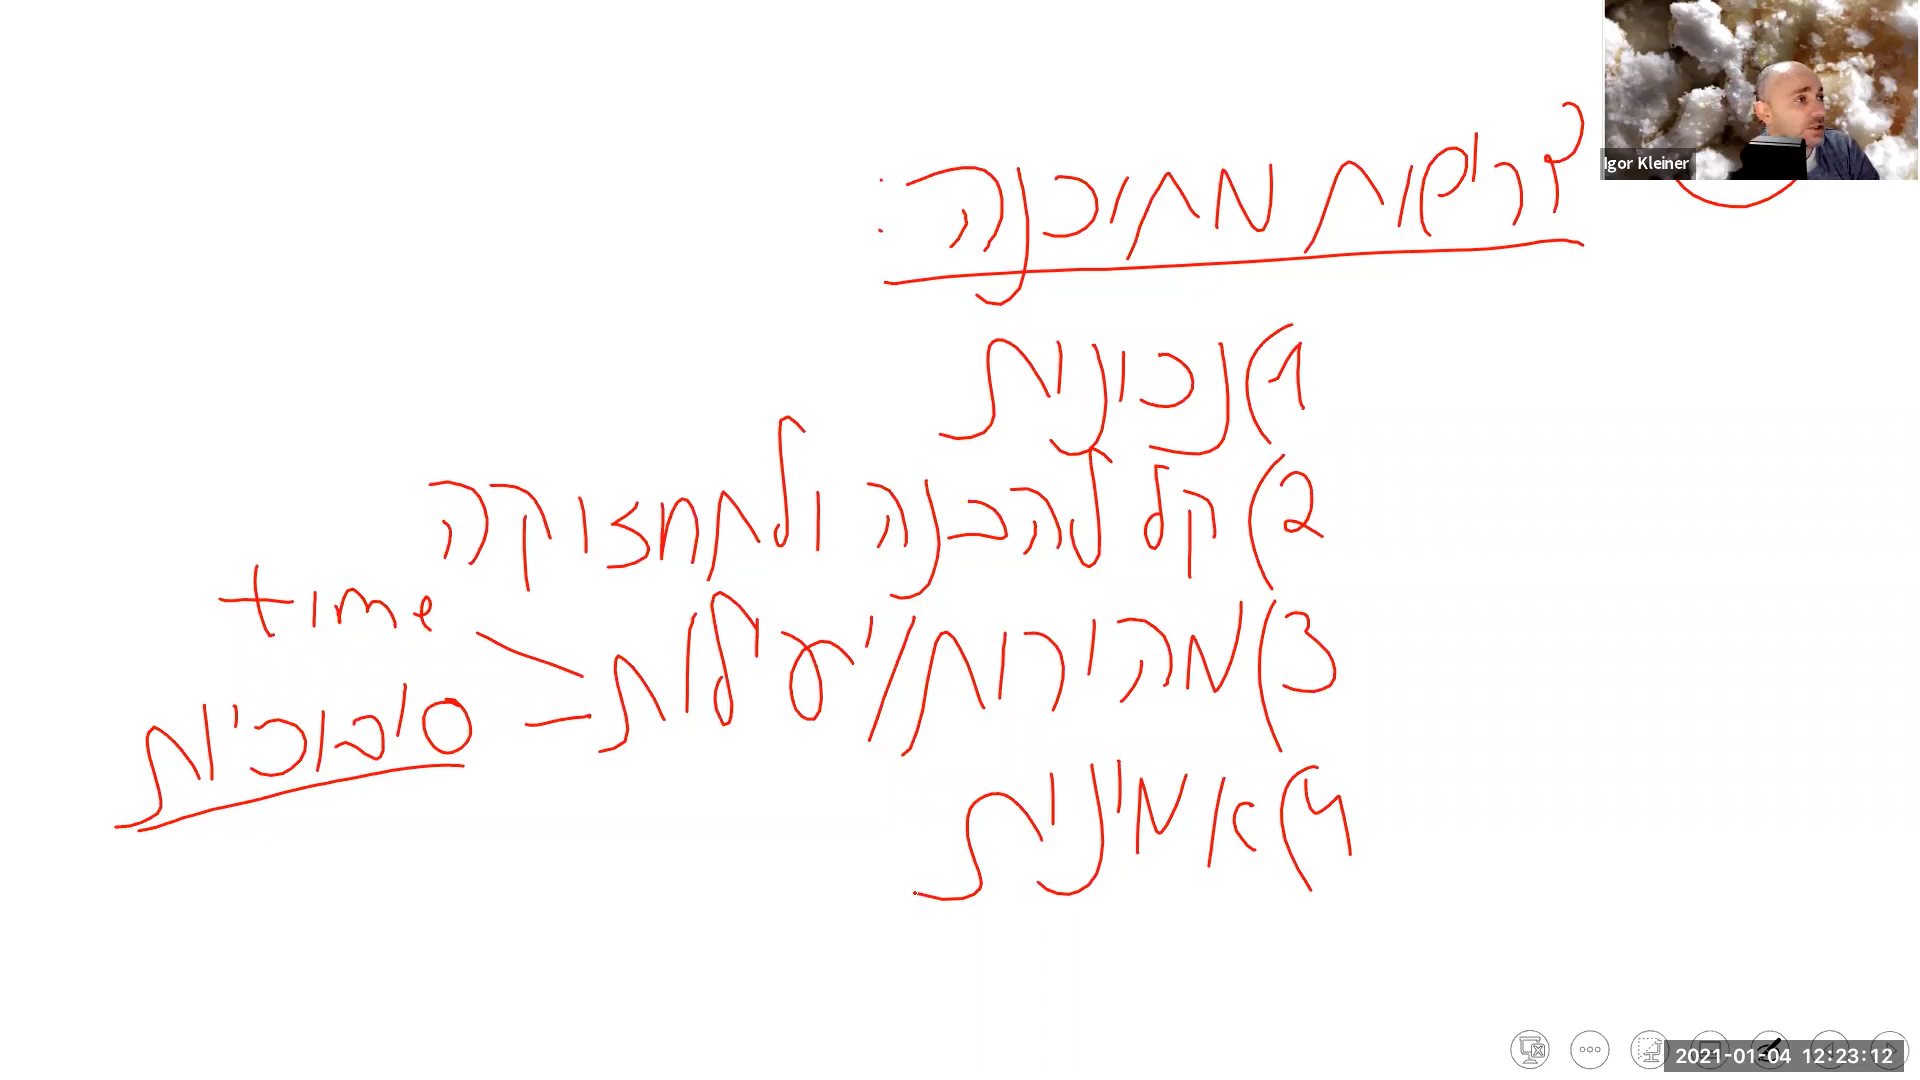 Igor Kleiner
דרישות מתוכנה:
1) נכונות
2) קל להבנה ולתחזוקה
time
3) מהירות/יעילות
סיבוכיות
4) אמינות
2021-01-04 12:23:12